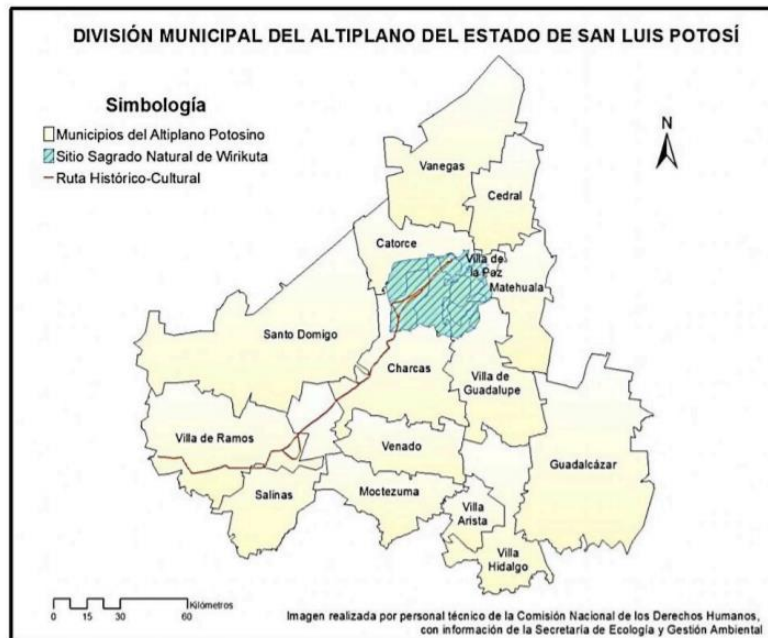 DIVISIÓN MUNICIPAL DEL ALTIPLANO DEL ESTADO DE SAN LUIS POTOSÍ
Simbología
Municipios del Altiplano Potosino
Sitio Sagrado Natural de Wirikuta
Ruta Histórico-Cultural
N
Vanegas
Cedral
Catorce
Villa de
la Paz
Matehuala
Santo Domigo
Charcas
Villa de
Guadalupe
Villa de Ramos
Venado
Guadalcázar
Salinas
Moctezuma
Villa
Arista
Villa
Hidalgo
Kilómetros
0 15 30 60
Imagen realizada por personal técnico de la Comisión Nacional de los Derechos Humanos,
con información de la Secretaría de Ecología y Gestión Ambiental